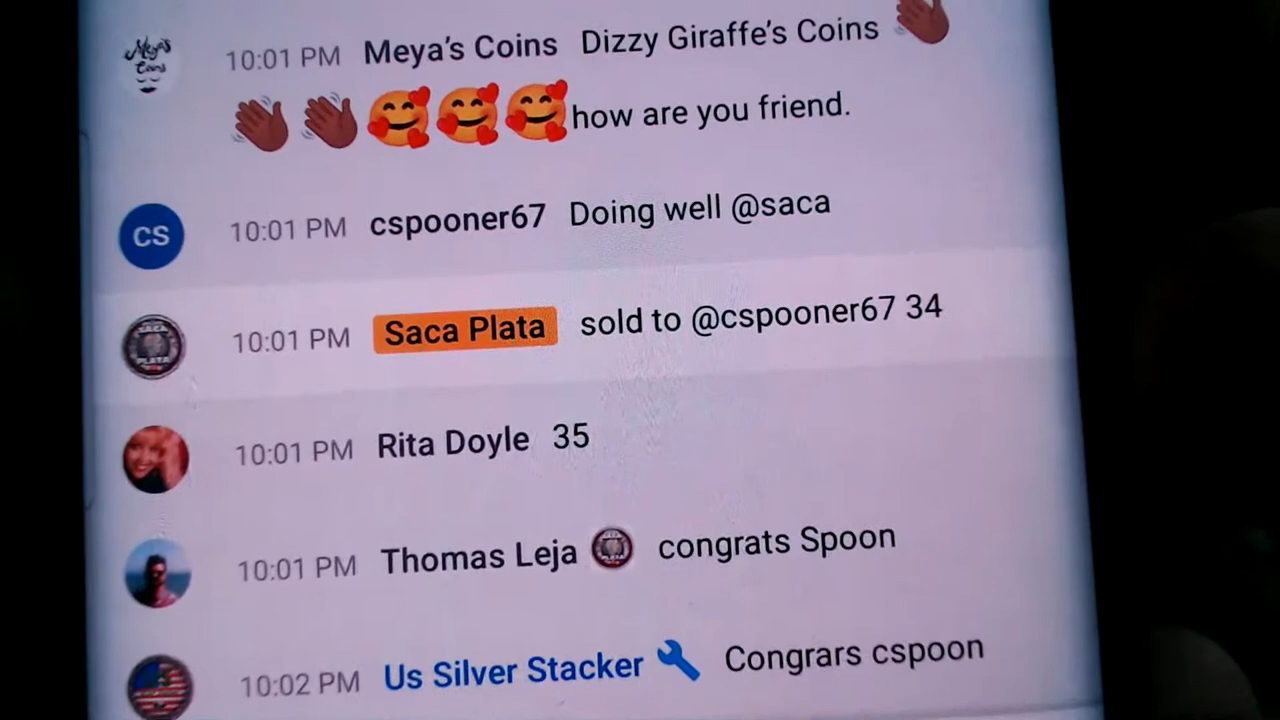 10:01 PM Meya's Coins Dizzy Giraffe's Coins 👋🏾
👋🏾 👋🏾 🥰 🥰 🥰 how are you friend.
CS 10:01 PM cspooner67 Doing well @saca
10:01 PM Saca Plata sold to @cspooner67 34
10:01 PM Rita Doyle 35
10:01 PM Thomas Leja congrats Spoon
10:02 PM Us Silver Stacker 🔧 Congrars cspoon